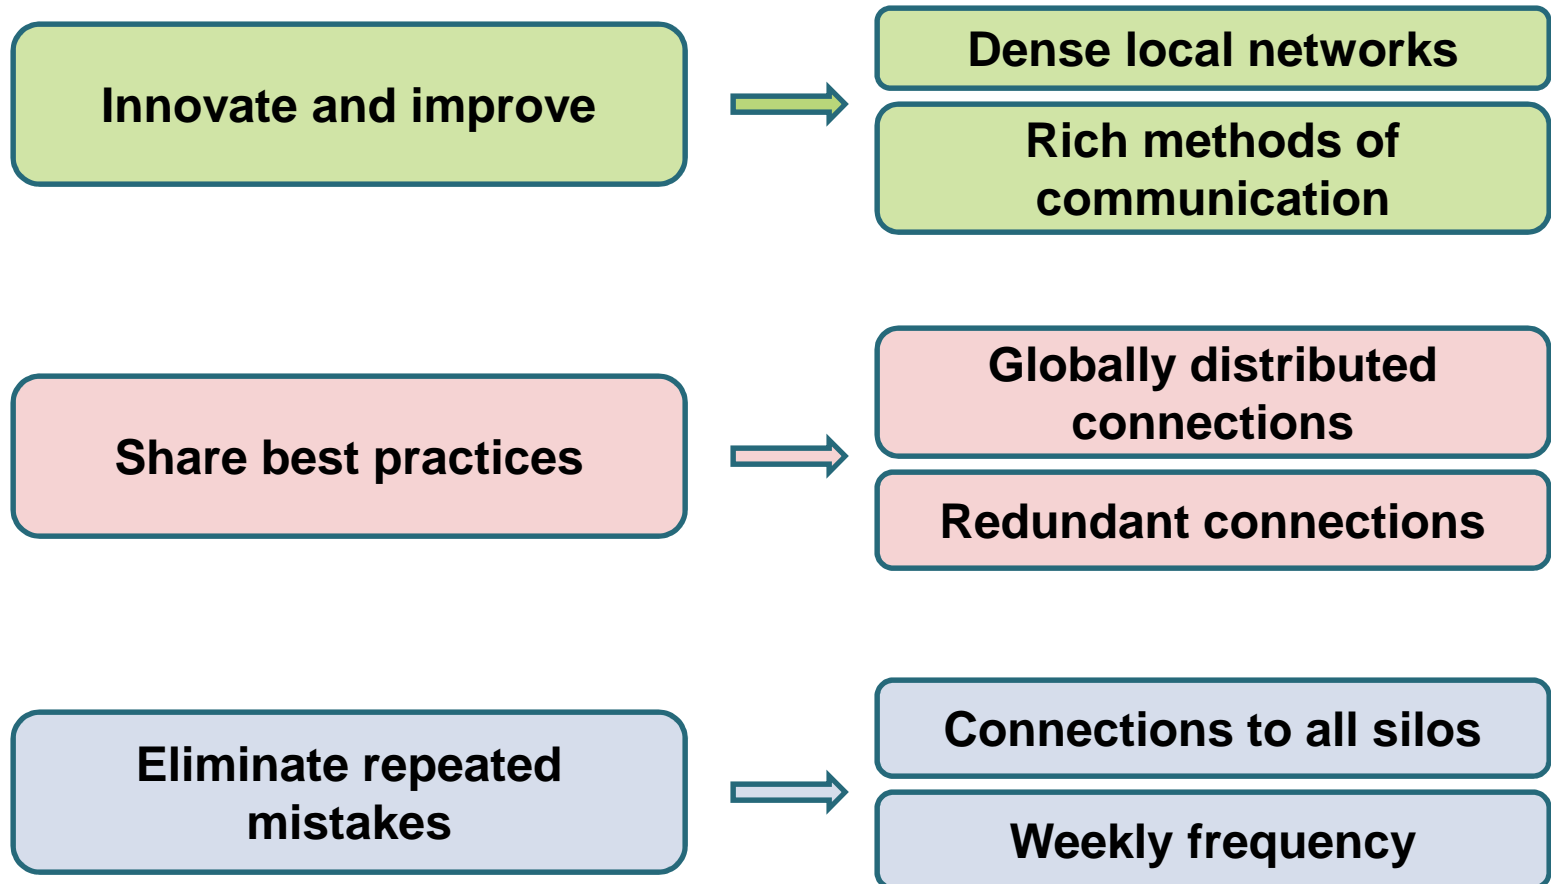 Innovate and improve
Dense local networks
Rich methods of
communication
Share best practices
Globally distributed
connections
Redundant connections
Eliminate repeated
mistakes
Connections to all silos
Weekly frequency